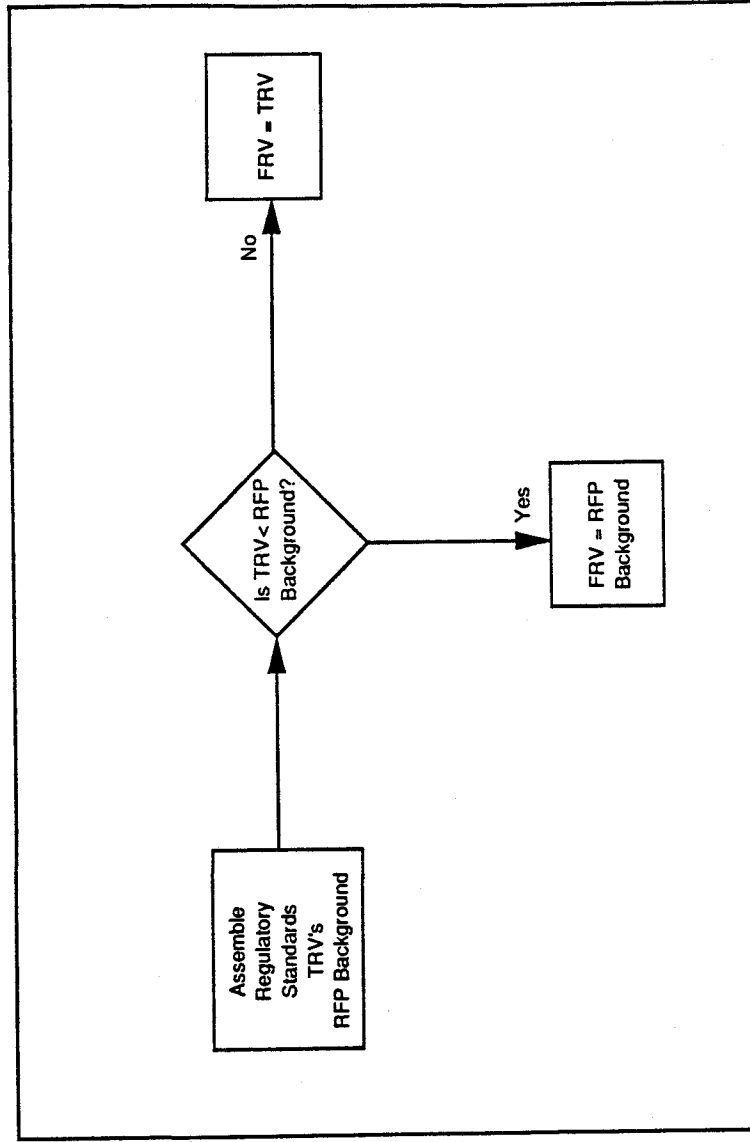 Assemble
Regulatory
Standards
TRV's
RFP Background
Is TRV< RFP
Background?
No
FRV = TRV
Yes
FRV = RFP
Background